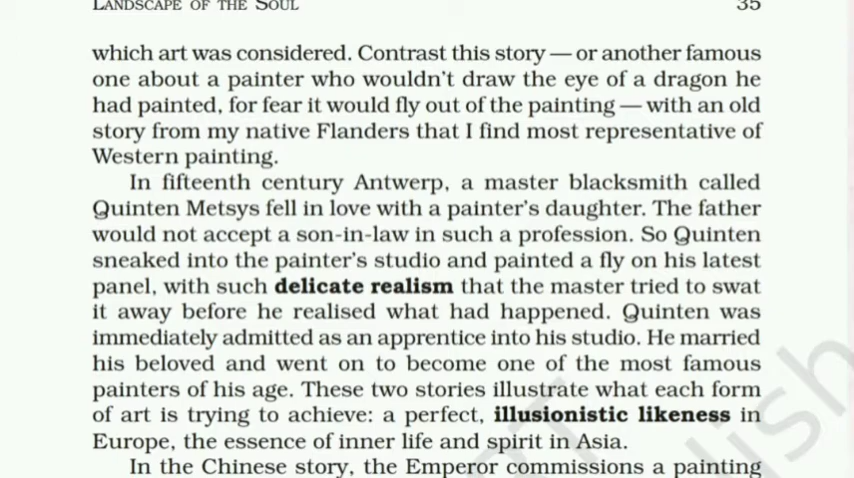 LANDSCAPE OF THE SOUL 35
which art was considered. Contrast this story — or another famous
one about a painter who wouldn't draw the eye of a dragon he
had painted, for fear it would fly out of the painting — with an old
story from my native Flanders that I find most representative of
Western painting.
In fifteenth century Antwerp, a master blacksmith called
Quinten Metsys fell in love with a painter's daughter. The father
would not accept a son-in-law in such a profession. So Quinten
sneaked into the painter's studio and painted a fly on his latest
panel, with such delicate realism that the master tried to swat
it away before he realised what had happened. Quinten was
immediately admitted as an apprentice into his studio. He married
his beloved and went on to become one of the most famous
painters of his age. These two stories illustrate what each form
of art is trying to achieve: a perfect, illusionistic likeness in
Europe, the essence of inner life and spirit in Asia.
In the Chinese story, the Emperor commissions a painting